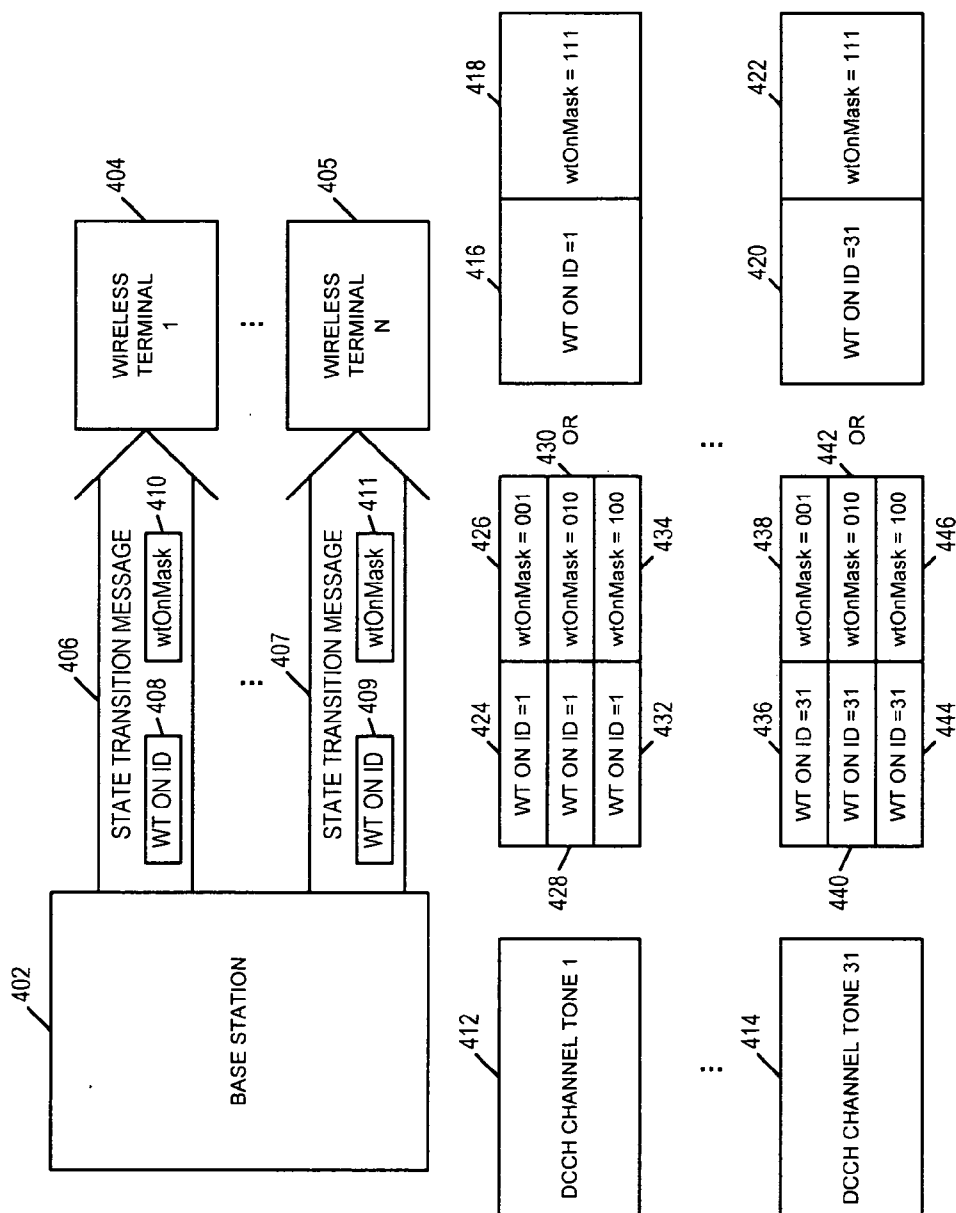 402
BASE STATION
406
STATE TRANSITION MESSAGE
408
410
WT ON ID
wtOnMask
404
WIRELESS
TERMINAL
1
...
...
407
STATE TRANSITION MESSAGE
409
411
WT ON ID
wtOnMask
405
WIRELESS
TERMINAL
N
412
DCCH CHANNEL TONE 1
424
426
WT ON ID =1
wtOnMask = 001
428
WT ON ID =1
wtOnMask = 010
430
OR
WT ON ID =1
wtOnMask = 100
432
434
416
418
WT ON ID =1
wtOnMask = 111
...
...
414
DCCH CHANNEL TONE 31
436
438
WT ON ID =31
wtOnMask = 001
440
WT ON ID =31
wtOnMask = 010
442
OR
WT ON ID =31
wtOnMask = 100
444
446
420
422
WT ON ID =31
wtOnMask = 111